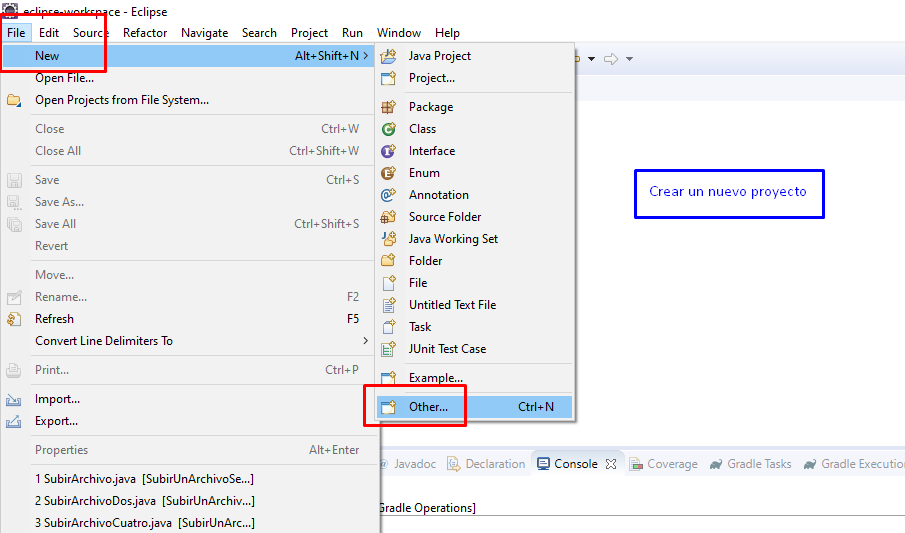 eclipse-workspace - Eclipse
File Edit Source Refactor Navigate Search Project Run Window Help
New Alt+Shift+N
Open File...
Open Projects from File System...
Close Ctrl+W
Close All Ctrl+Shift+W
Save Ctrl+S
Save As...
Save All Ctrl+Shift+S
Revert
Move...
Rename... F2
Refresh F5
Convert Line Delimiters To
Print... Ctrl+P
Import...
Export...
Properties Alt+Enter
1 SubirArchivo.java [SubirUnArchivoSe...]
2 SubirArchivoDos.java [SubirUnArchiv...]
3 SubirArchivoCuatro.java [SubirUnArc...]
Java Project
Project...
Package
Class
Interface
Enum
Annotation
Source Folder
Java Working Set
Folder
File
Untitled Text File
Task
JUnit Test Case
Example...
Other... Ctrl+N
Crear un nuevo proyecto
@ Javadoc Declaration Console Coverage Gradle Tasks Gradle Execution
Gradle Operations]